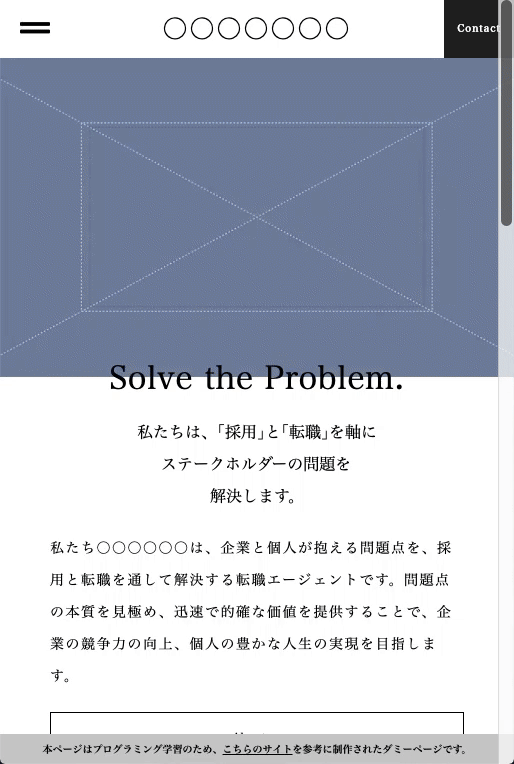 〇〇〇〇〇〇〇
Contact
Solve the Problem.
私たちは、「採用」と「転職」を軸に
ステークホルダーの問題を
解決します。
私たち〇〇〇〇〇〇は、企業と個人が抱える問題点を、採
用と転職を通して解決する転職エージェントです。問題点
の本質を見極め、迅速で的確な価値を提供することで、企
業の競争力の向上、個人の豊かな人生の実現を目指しま
す。
本ページはプログラミング学習のため、こちらのサイトを参考に制作されたダミーページです。